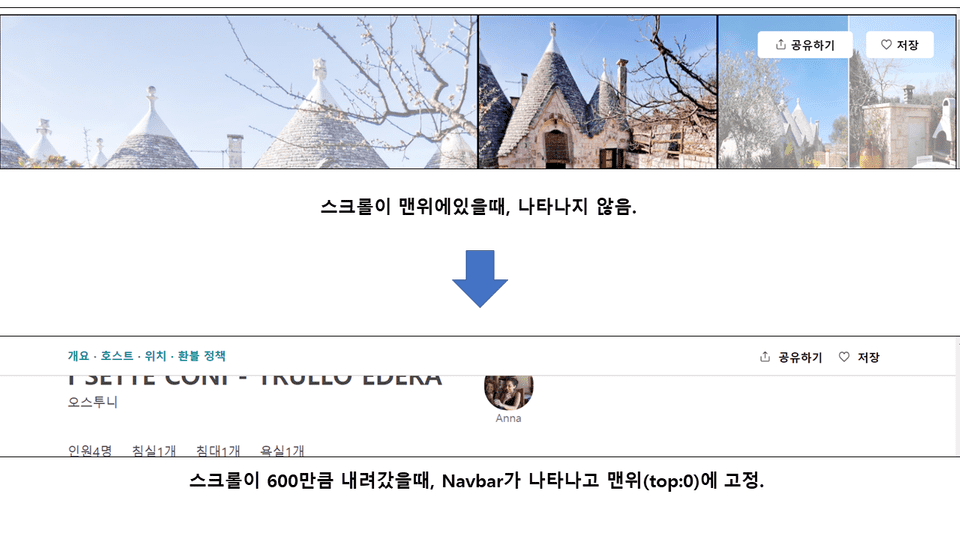 공유하기 저장
스크롤이 맨위에있을때, 나타나지 않음.
개요 · 호스트 · 위치 · 환불 정책 공유하기 저장
I SETTE CONI - TRULLO EDERA
오스투니
Anna
인원4명 침실1개 침대1개 욕실1개
스크롤이 600만큼 내려갔을때, Navbar가 나타나고 맨위(top:0)에 고정.